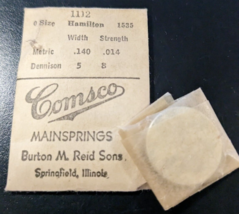 1112
0 Size Hamilton 1535
Width Strength
Metric .140 .014
Dennison 5 8
Comsco
MAINSPRINGS
Burton M. Reid Sons
Springfield, Illinois